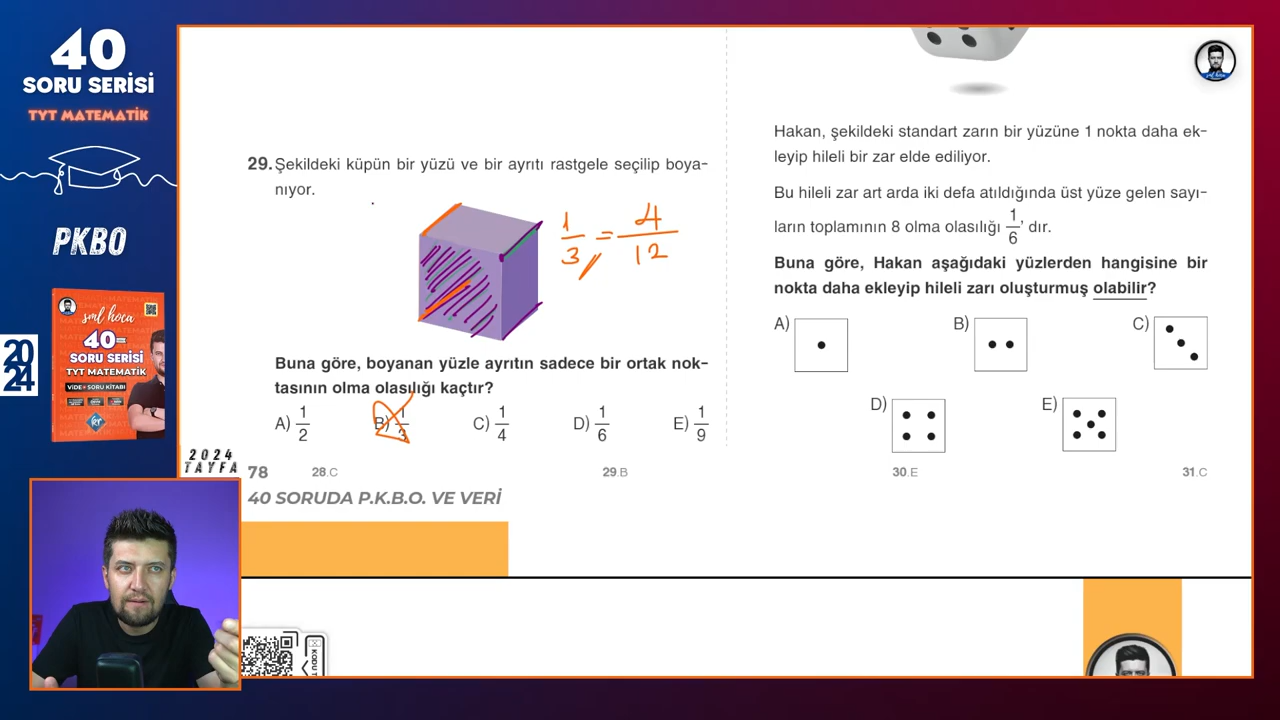 40
SORU SERİSİ
TYT MATEMATİK
PKBO
sml hoca
40
SORU SERİSİ
TYT MATEMATİK
VİDE● SORU KİTABI
2024
29. Şekildeki küpün bir yüzü ve bir ayrıtı rastgele seçilip boya-
nıyor.
1/3 = 4/12
Buna göre, boyanan yüzle ayrıtın sadece bir ortak nok-
tasının olma olasılığı kaçtır?
A) 1/2 B) 1/3 C) 1/4 D) 1/6 E) 1/9
2024
TAYFA
78 28.C 29.B
40 SORUDA P.K.B.O. VE VERİ
Hakan, şekildeki standart zarın bir yüzüne 1 nokta daha ek-
leyip hileli bir zar elde ediliyor.
Bu hileli zar art arda iki defa atıldığında üst yüze gelen sayı-
ların toplamının 8 olma olasılığı 1/6' dır.
Buna göre, Hakan aşağıdaki yüzlerden hangisine bir
nokta daha ekleyip hileli zarı oluşturmuş olabilir?
A) B) C)
D) E)
30.E 31.C